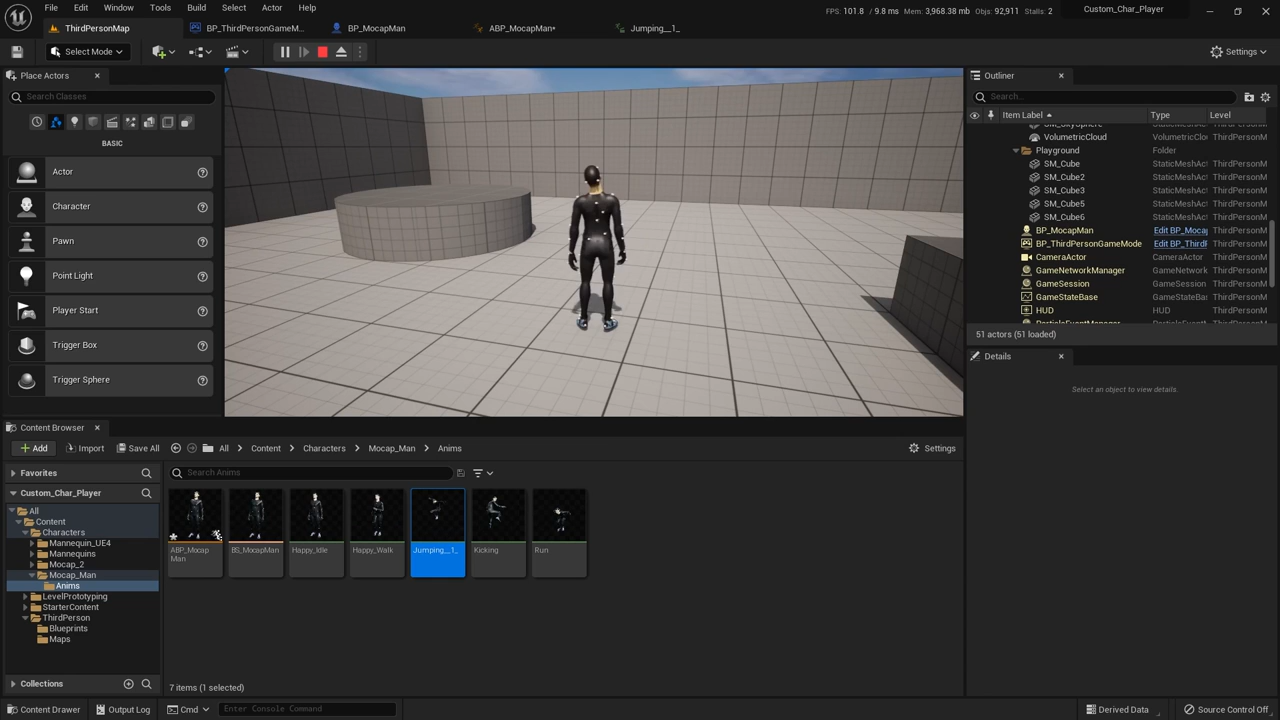 File Edit Window Tools Build Select Actor Help
FPS: 101.8 / 9.8 ms Mem: 3,968.38 mb Objs: 92,911 Stalls: 2
Custom_Char_Player
ThirdPersonMap
BP_ThirdPersonGameM...
BP_MocapMan
ABP_MocapMan*
Jumping__1_
Select Mode
Settings
Place Actors
Search Classes
BASIC
Actor
Character
Pawn
Point Light
Player Start
Trigger Box
Trigger Sphere
Outliner
Search...
Item Label Type Level
VolumetricCloud VolumetricClou ThirdPersonM
Playground Folder
SM_Cube StaticMeshAct ThirdPersonM
SM_Cube2 StaticMeshAct ThirdPersonM
SM_Cube3 StaticMeshAct ThirdPersonM
SM_Cube5 StaticMeshAct ThirdPersonM
SM_Cube6 StaticMeshAct ThirdPersonM
BP_MocapMan Edit BP_Mocap ThirdPersonM
BP_ThirdPersonGameMode Edit BP_ThirdP ThirdPersonM
CameraActor CameraActor ThirdPersonM
GameNetworkManager GameNetwork ThirdPersonM
GameSession GameSession ThirdPersonM
GameStateBase GameStateBas ThirdPersonM
HUD HUD ThirdPersonM
51 actors (51 loaded)
Details
Select an object to view details.
Content Browser
Add Import Save All All Content Characters Mocap_Man Anims Settings
Favorites
Custom_Char_Player
All
Content
Characters
Mannequin_UE4
Mannequins
Mocap_2
Mocap_Man
Anims
LevelPrototyping
StarterContent
ThirdPerson
Blueprints
Maps
Collections
Search Anims
ABP_Mocap
Man
BS_MocapMan
Happy_Idle
Happy_Walk
Jumping__1_
Kicking
Run
7 items (1 selected)
Content Drawer Output Log Cmd Enter Console Command Derived Data Source Control Off